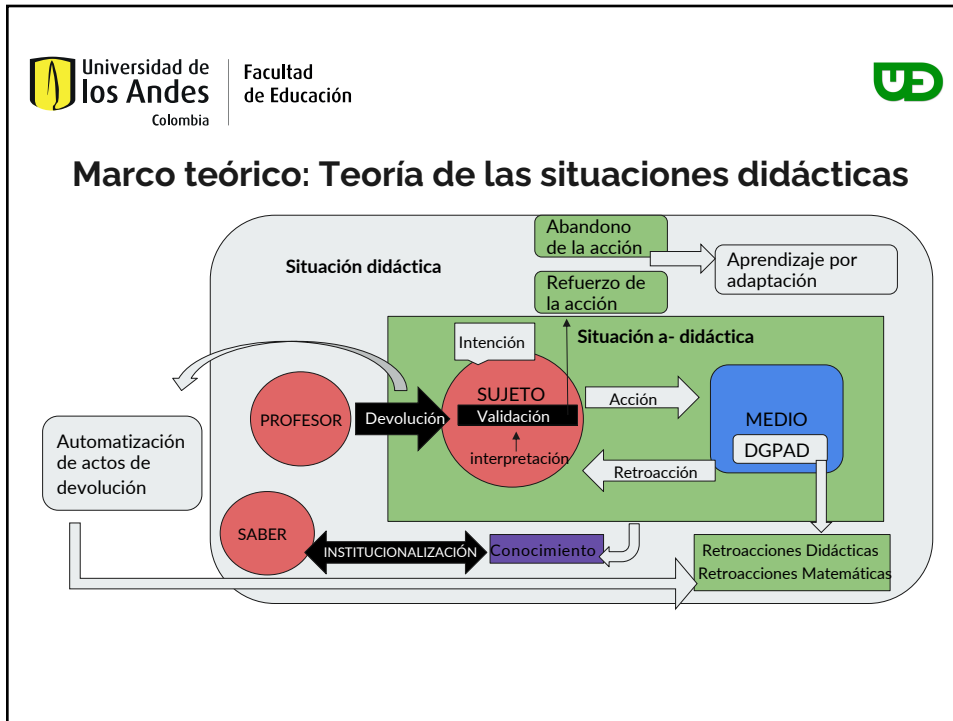 Universidad de
los Andes
Colombia
Facultad
de Educación
UD
Marco teórico: Teoría de las situaciones didácticas
Abandono
de la acción
Situación didáctica
Aprendizaje por
adaptación
Refuerzo de
la acción
Situación a- didáctica
Intención
SUJETO
Acción
PROFESOR
Devolución
Validación
MEDIO
Automatización
de actos de
devolución
interpretación
DGPAD
Retroacción
SABER
INSTITUCIONALIZACIÓN
Conocimiento
Retroacciones Didácticas
Retroacciones Matemáticas